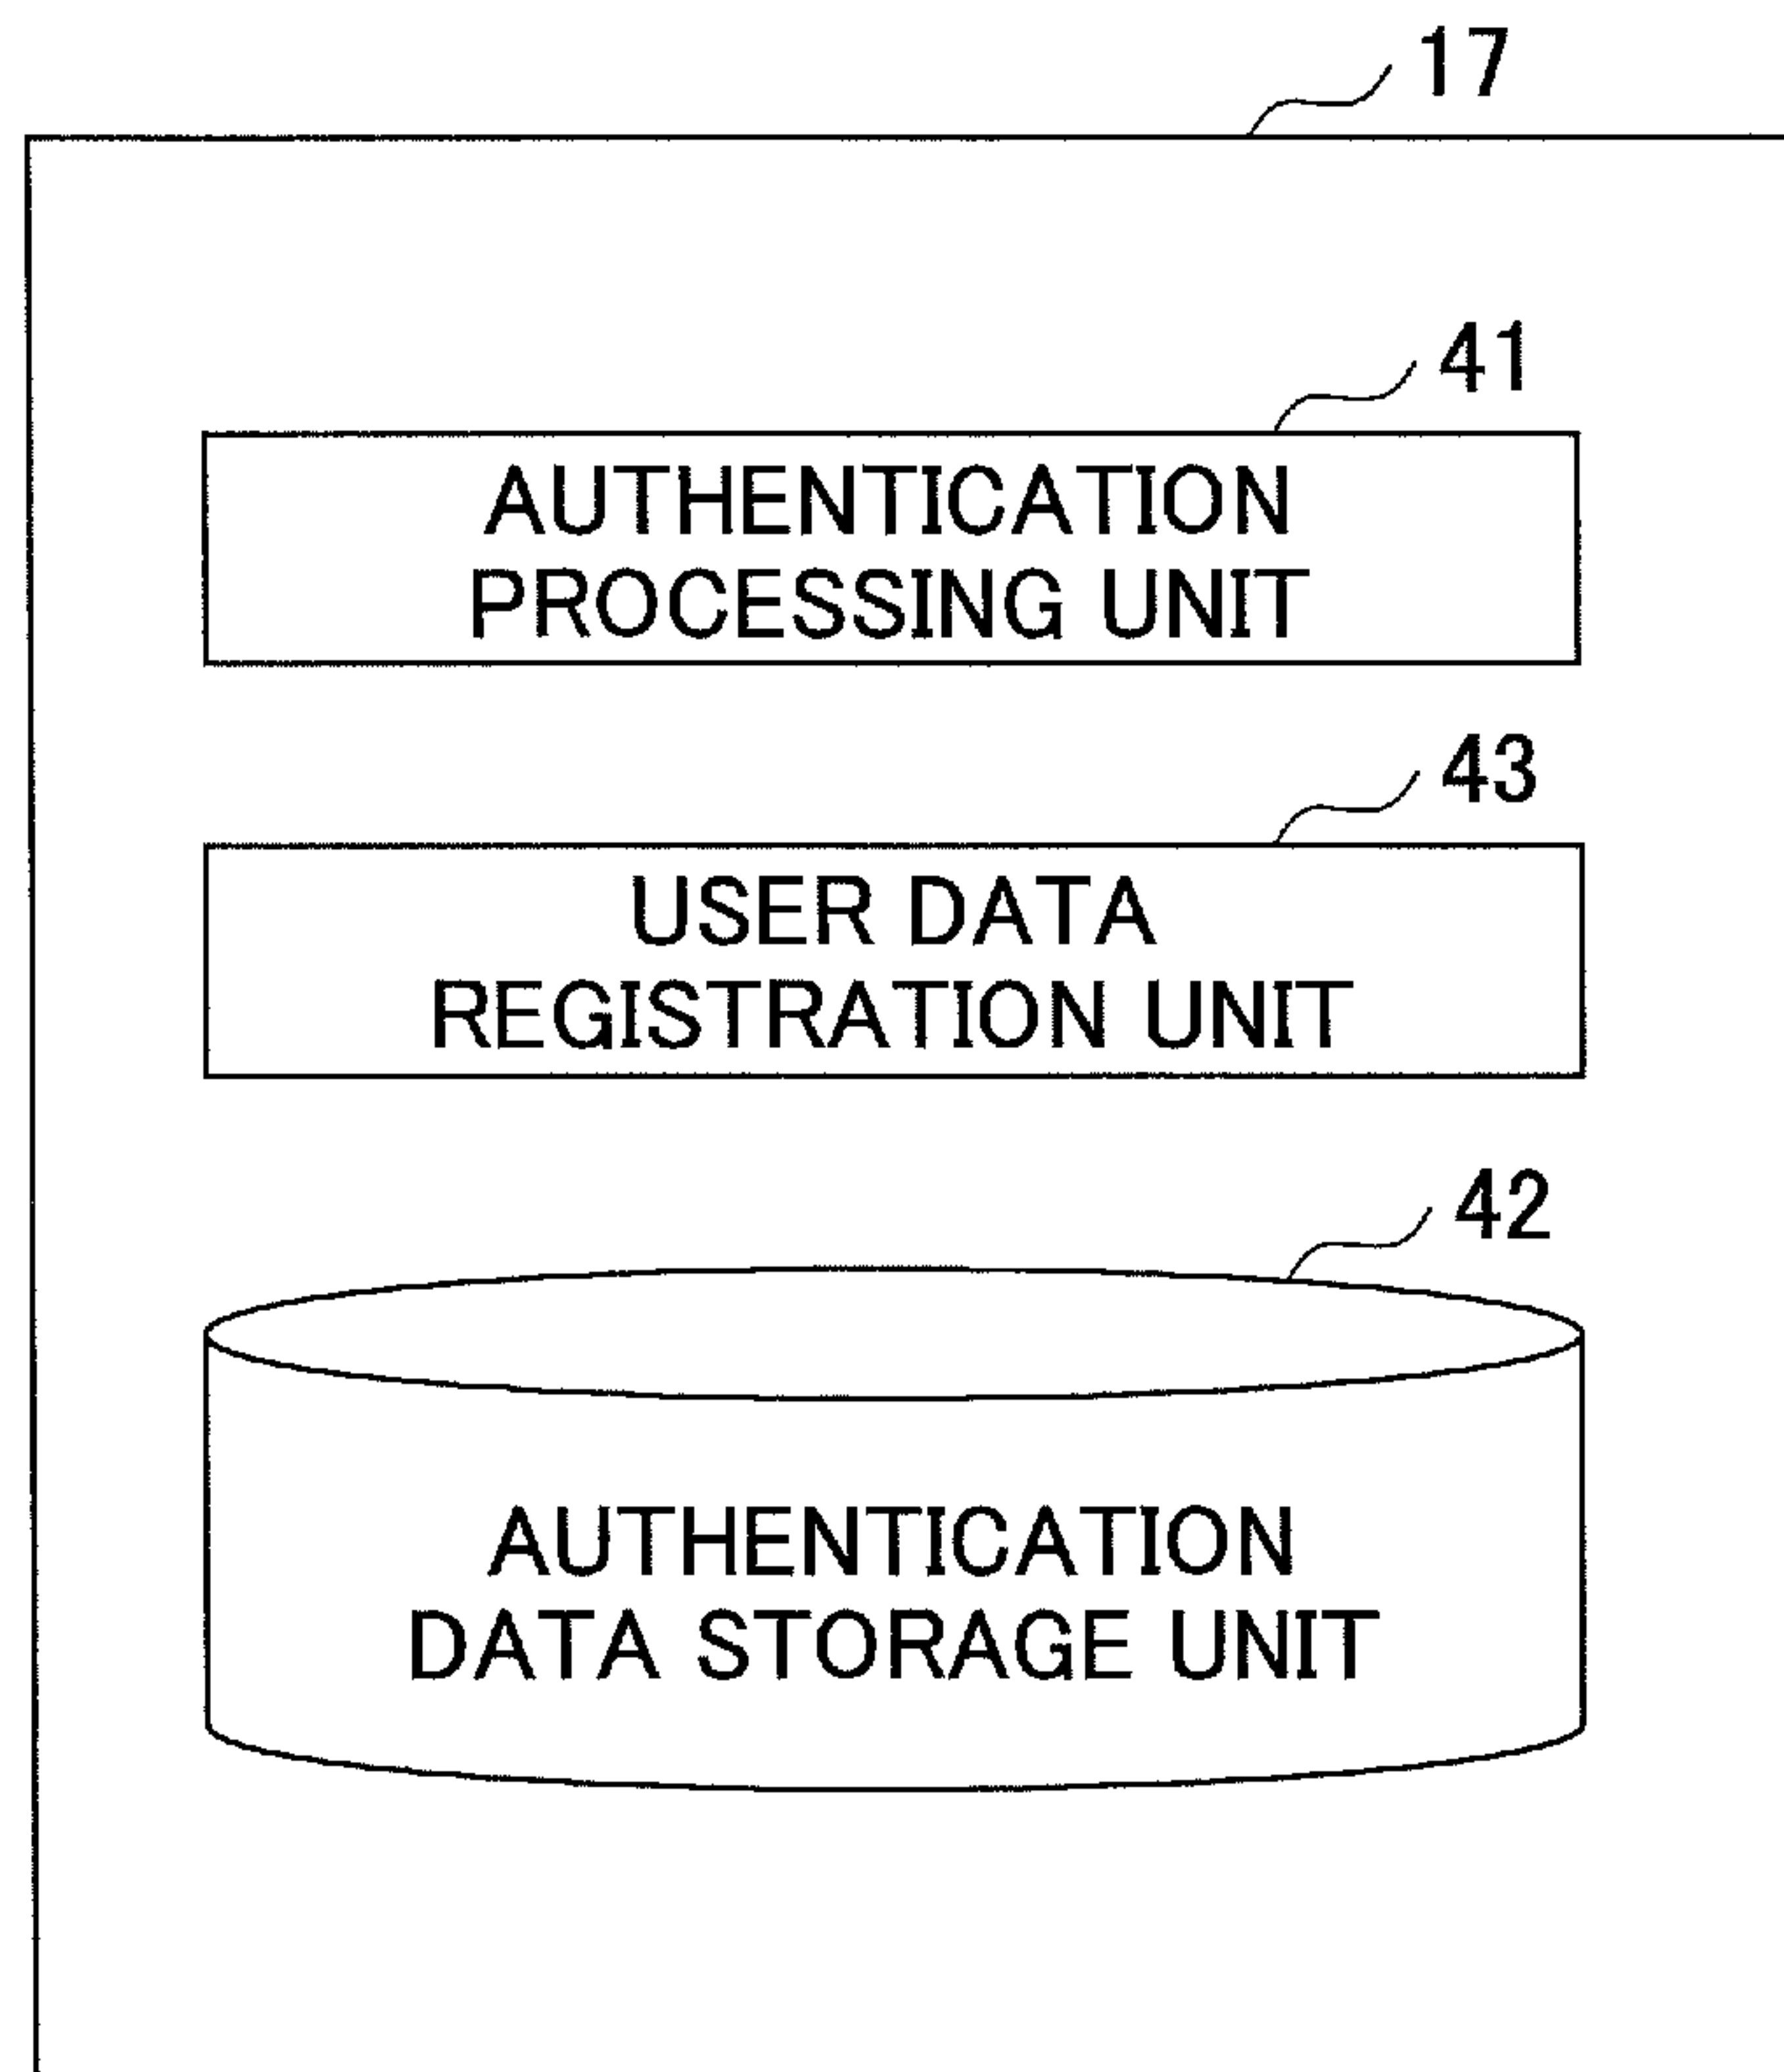 17
41
AUTHENTICATION
PROCESSING UNIT
43
USER DATA
REGISTRATION UNIT
42
AUTHENTICATION
DATA STORAGE UNIT